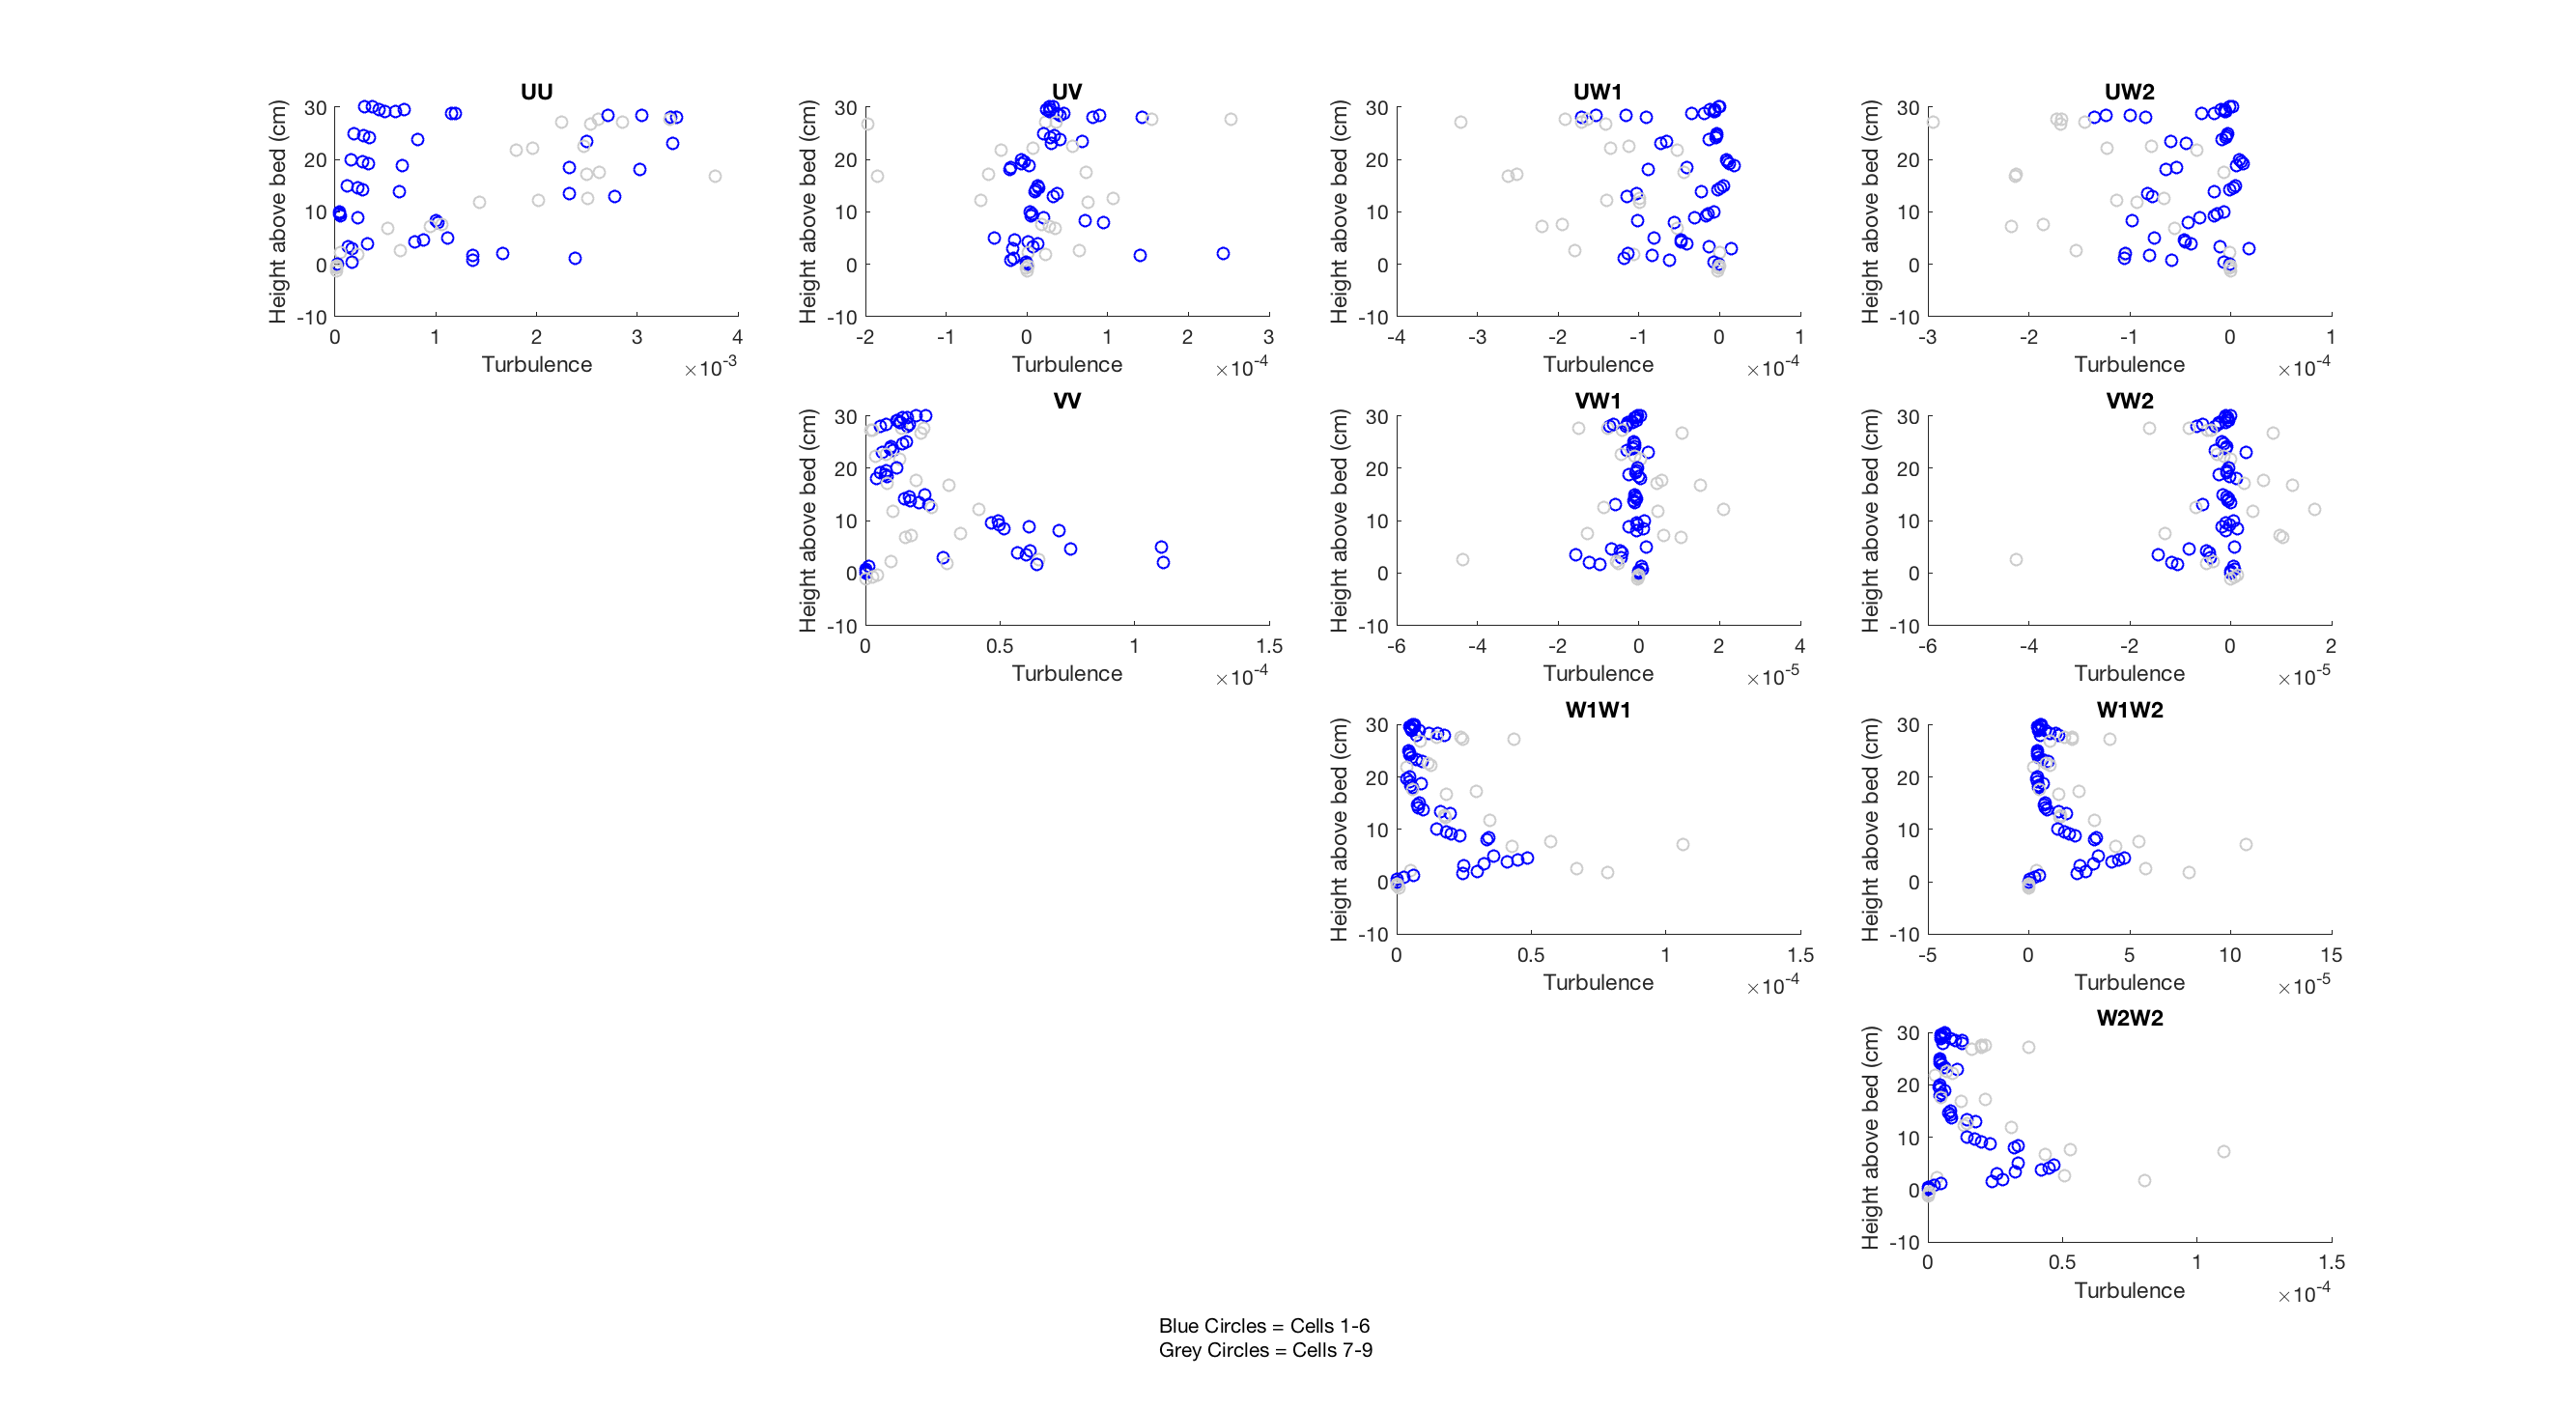 UU
UV
UW1
UW2
Height above bed (cm)
30
20
10
0
-10
0 1 2 3 4
Turbulence
×10-3
Height above bed (cm)
30
20
10
0
-10
-2 -1 0 1 2 3
Turbulence
×10-4
Height above bed (cm)
30
20
10
0
-10
-4 -3 -2 -1 0 1
Turbulence
×10-4
Height above bed (cm)
30
20
10
0
-10
-3 -2 -1 0 1
Turbulence
×10-4
VV
VW1
VW2
Height above bed (cm)
30
20
10
0
-10
0 0.5 1 1.5
Turbulence
×10-4
Height above bed (cm)
30
20
10
0
-10
-6 -4 -2 0 2 4
Turbulence
×10-5
Height above bed (cm)
30
20
10
0
-10
-6 -4 -2 0 2
Turbulence
×10-5
W1W1
W1W2
Height above bed (cm)
30
20
10
0
-10
0 0.5 1 1.5
Turbulence
×10-4
Height above bed (cm)
30
20
10
0
-10
-5 0 5 10 15
Turbulence
×10-5
W2W2
Height above bed (cm)
30
20
10
0
-10
0 0.5 1 1.5
Turbulence
×10-4
Blue Circles = Cells 1-6
Grey Circles = Cells 7-9